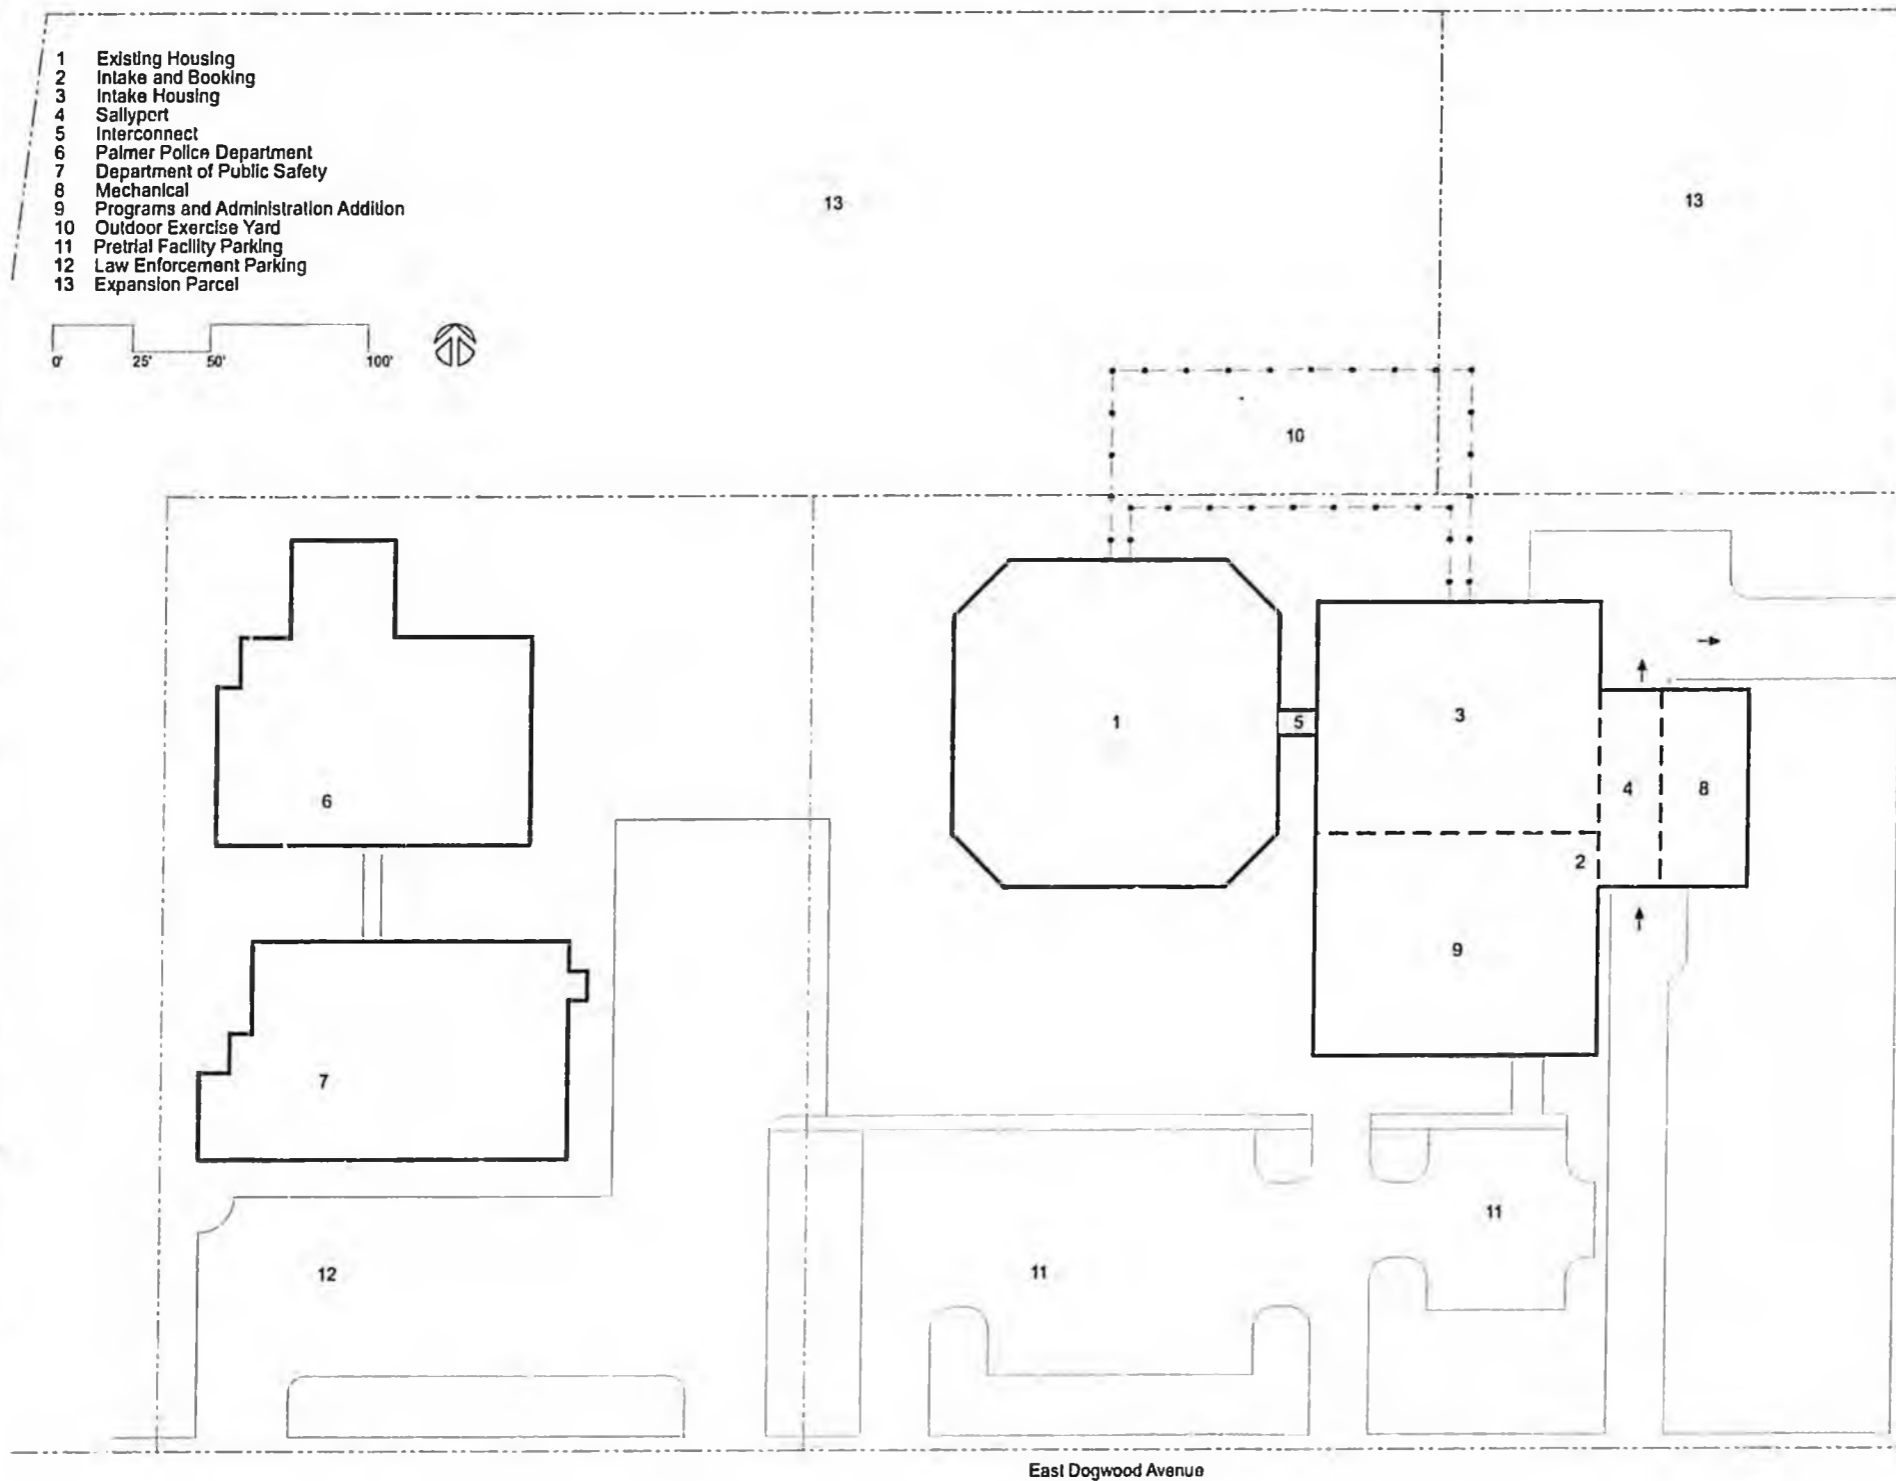 1 Existing Housing
2 Intake and Booking
3 Intake Housing
4 Sallyport
5 Interconnect
6 Palmer Police Department
7 Department of Public Safety
8 Mechanical
9 Programs and Administration Addition
10 Outdoor Exercise Yard
11 Pretrial Facility Parking
12 Law Enforcement Parking
13 Expansion Parcel
0' 25' 50' 100'
13
13
10
1
5
3
6
4
8
2
9
7
11
12
11
East Dogwood Avenue